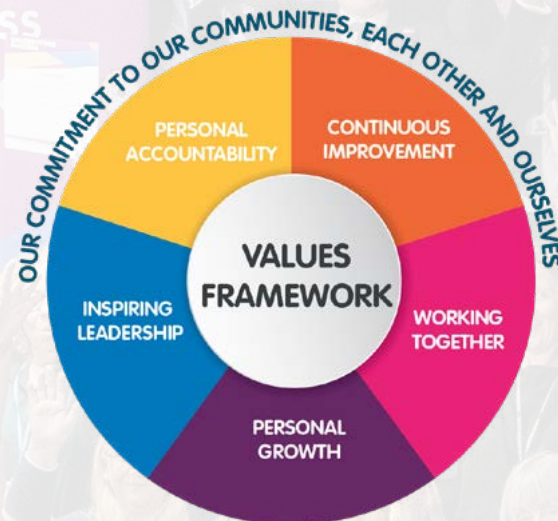 SS
OUR COMMITMENT TO OUR COMMUNITIES, EACH OTHER AND OURSELVES
PERSONAL
ACCOUNTABILITY
CONTINUOUS
IMPROVEMENT
VALUES
FRAMEWORK
INSPIRING
LEADERSHIP
WORKING
TOGETHER
PERSONAL
GROWTH